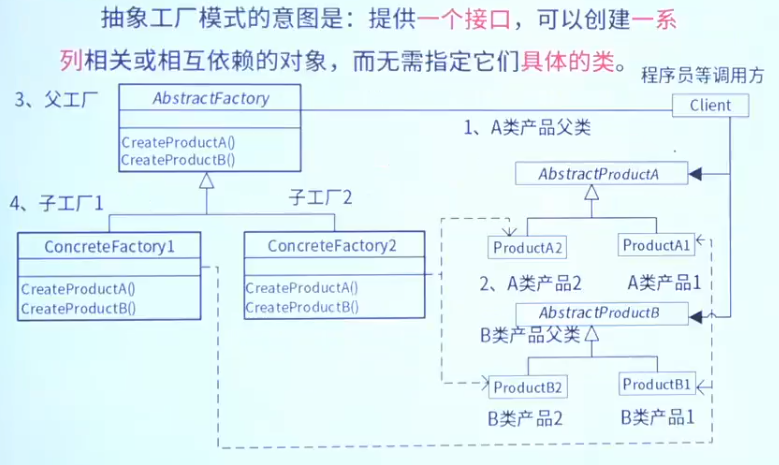 抽象工厂模式的意图是：提供一个接口，可以创建一系
列相关或相互依赖的对象，而无需指定它们具体的类。
程序员等调用方
3、父工厂
AbstractFactory
CreateProductA()
CreateProductB()
Client
1、A类产品父类
AbstractProductA
4、子工厂1
子工厂2
ConcreteFactory1
CreateProductA()
CreateProductB()
ConcreteFactory2
CreateProductA()
CreateProductB()
ProductA2
ProductA1
2、A类产品2
A类产品1
AbstractProductB
B类产品父类
ProductB2
ProductB1
B类产品2
B类产品1